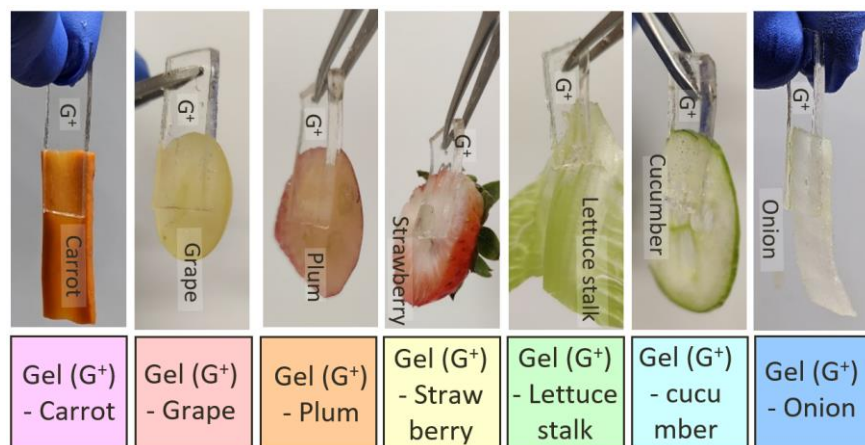 G⁺
Carrot
G⁺
Grape
G⁺
Plum
G⁺
Strawberry
G⁺
Lettuce stalk
G⁺
Cucumber
G⁺
Onion
Gel (G⁺)
- Carrot
Gel (G⁺)
- Grape
Gel (G⁺)
- Plum
Gel (G⁺)
- Straw
berry
Gel (G⁺)
- Lettuce
stalk
Gel (G⁺)
- cucu
mber
Gel (G⁺)
- Onion